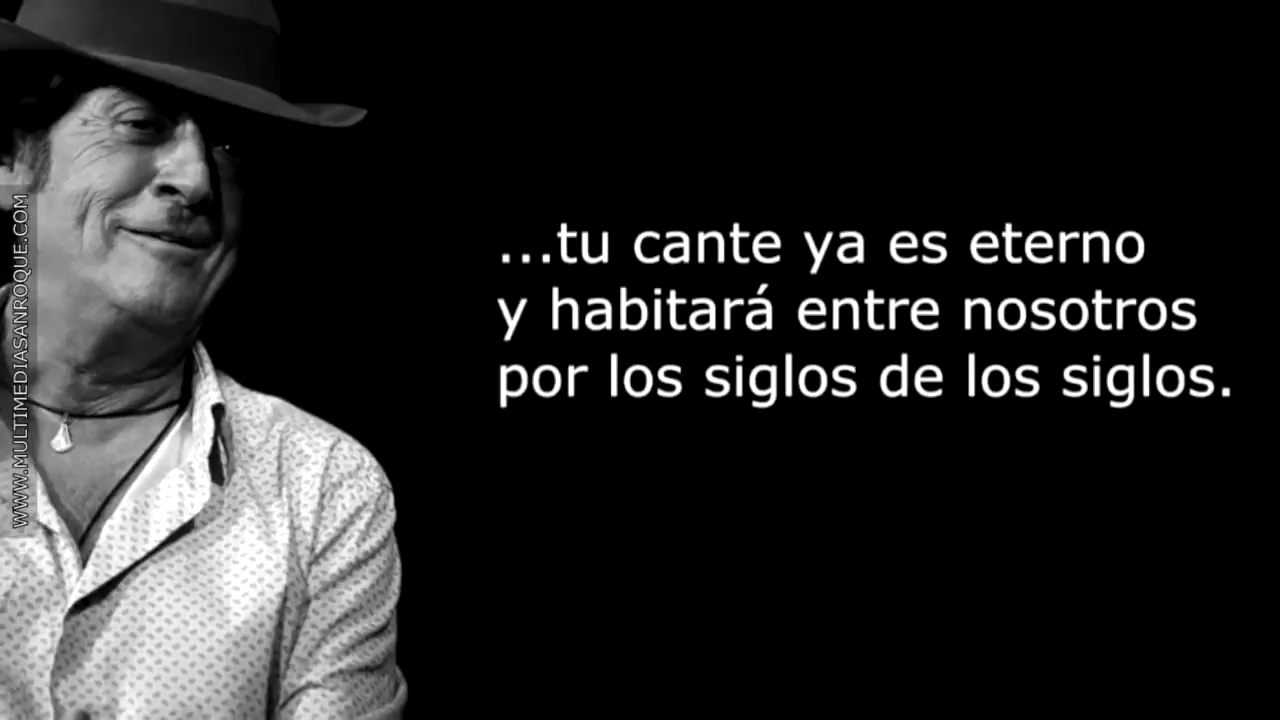 ...tu cante ya es eterno
y habitará entre nosotros
por los siglos de los siglos.
WWW.MULTIMEDIASANROQUE.COM